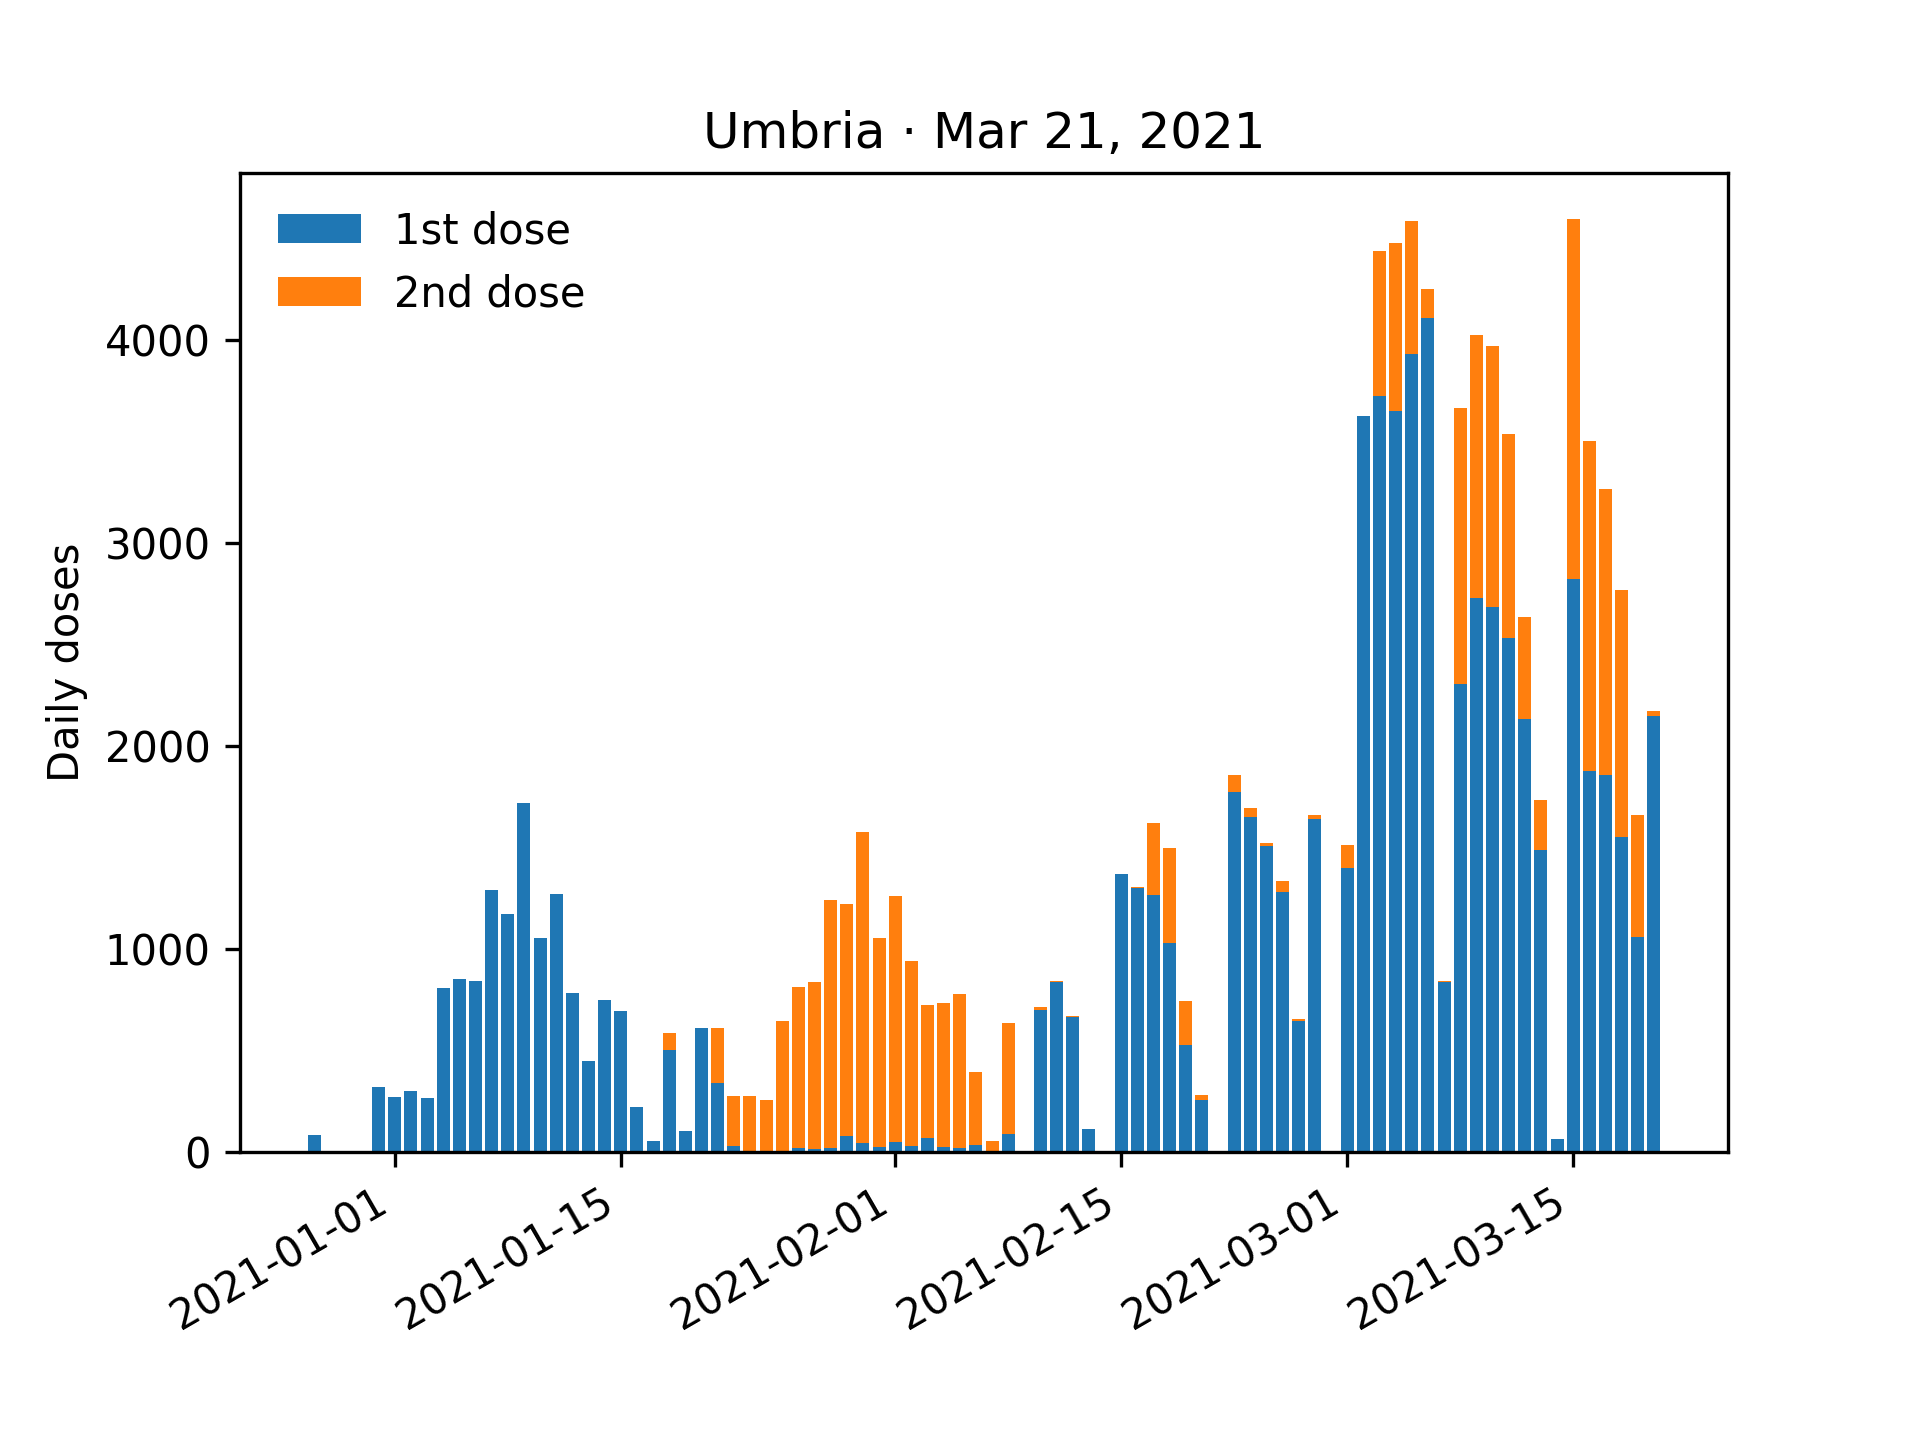 Umbria · Mar 21, 2021
1st dose
2nd dose
Daily doses
4000
3000
2000
1000
0
2021-01-01
2021-01-15
2021-02-01
2021-02-15
2021-03-01
2021-03-15